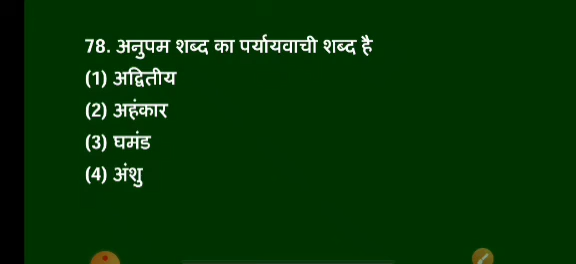 78. अनुपम शब्द का पर्यायवाची शब्द है
(1) अद्वितीय
(2) अहंकार
(3) घमंड
(4) अंशु